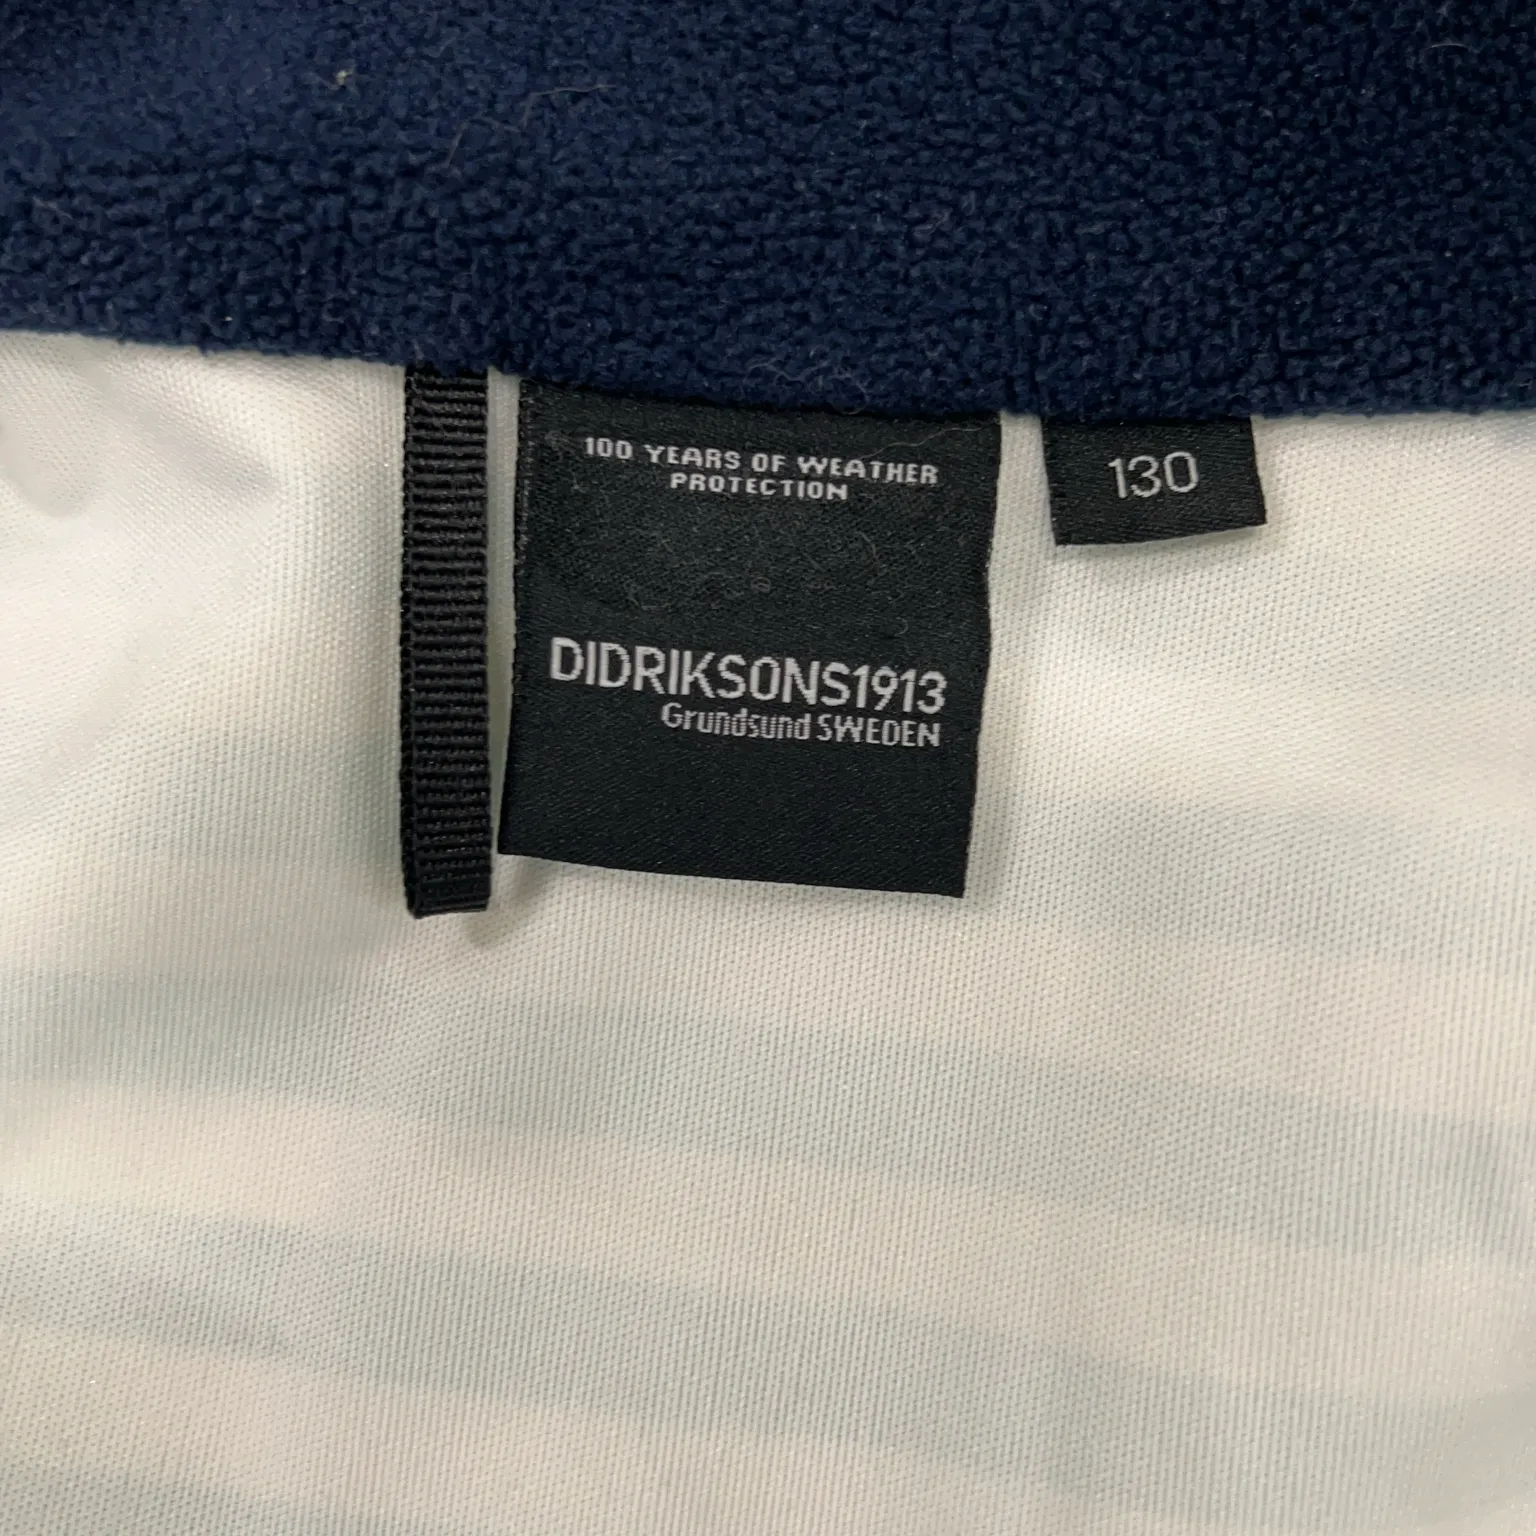 100 YEARS OF WEATHER
PROTECTION
DIDRIKSONS1913
Grundsund SWEDEN
130